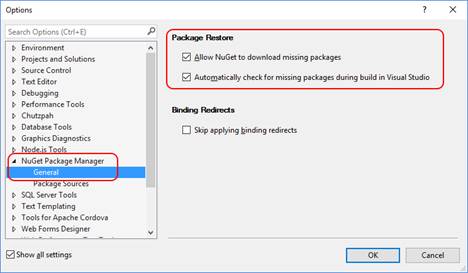 Options
Search Options (Ctrl+E)
Environment
Projects and Solutions
Source Control
Text Editor
Debugging
Performance Tools
Chutzpah
Database Tools
Graphics Diagnostics
Node.js Tools
NuGet Package Manager
General
Package Sources
SQL Server Tools
Text Templating
Tools for Apache Cordova
Web Forms Designer
Show all settings
Package Restore
Allow NuGet to download missing packages
Automatically check for missing packages during build in Visual Studio
Binding Redirects
Skip applying binding redirects
OK
Cancel